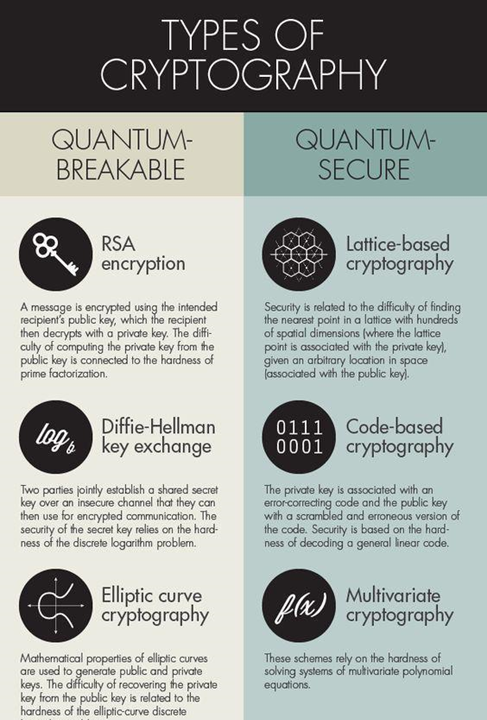 TYPES OF
CRYPTOGRAPHY
QUANTUM-
BREAKABLE
RSA
encryption
A message is encrypted using the intended
recipient's public key, which the recipient
then decrypts with a private key. The diffi-
culty of computing the private key from the
public key is connected to the hardness of
prime factorization.
log b
Diffie-Hellman
key exchange
Two parties jointly establish a shared secret
key over an insecure channel that they can
then use for encrypted communication. The
security of the secret key relies on the hard-
ness of the discrete logarithm problem.
Elliptic curve
cryptography
Mathematical properties of elliptic curves
are used to generate public and private
keys. The difficulty of recovering the private
key from the public key is related to the
hardness of the elliptic-curve discrete
QUANTUM-
SECURE
Lattice-based
cryptography
Security is related to the difficulty of finding
the nearest point in a lattice with hundreds
of spatial dimensions (where the lattice
point is associated with the private key),
given an arbitrary location in space
(associated with the public key).
0111
0001
Code-based
cryptography
The private key is associated with an
error-correcting code and the public key
with a scrambled and erroneous version of
the code. Security is based on the hard-
ness of decoding a general linear code.
f(x)
Multivariate
cryptography
These schemes rely on the hardness of
solving systems of multivariate polynomial
equations.